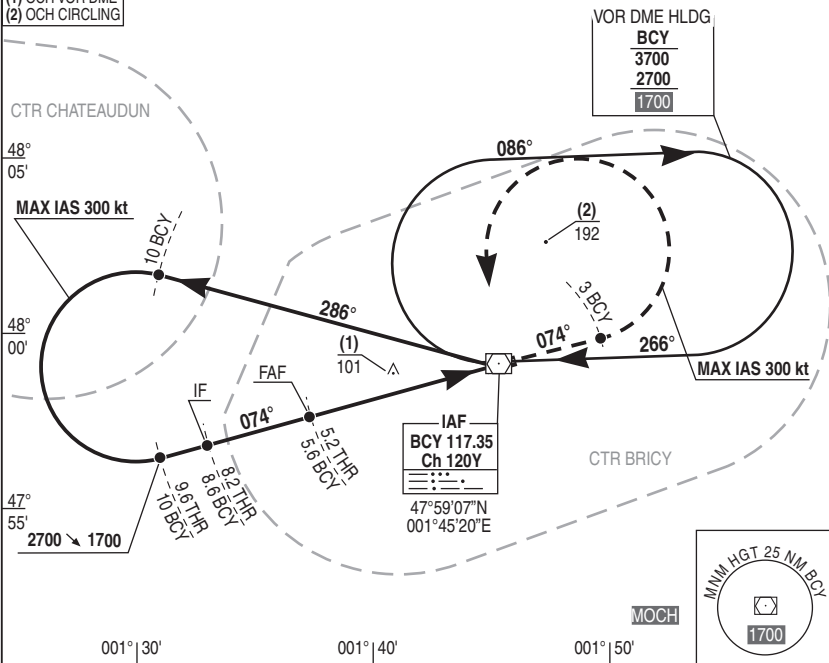 (1) OCH VOR DME
(2) OCH CIRCLING
VOR DME HLDG
BCY
3700
2700
1700
CTR CHATEAUDUN
48°
05'
086°
MAX IAS 300 kt
(2)
192
10 BCY
286°
3 BCY
48°
00'
(1)
101
074°
266°
MAX IAS 300 kt
FAF
IF
074°
IAF
BCY 117.35
Ch 120Y
47°59'07"N
001°45'20"E
5.2 THR
5.6 BCY
8.2 THR
8.6 BCY
9.6 THR
10 BCY
CTR BRICY
47°
55'
2700 ➘ 1700
MNM HGT 25 NM BCY
1700
MOCH
001° 30'
001° 40'
001° 50'